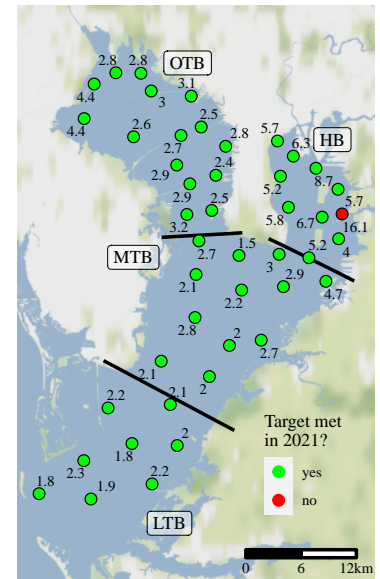 2.8 2.8 OTB
4.4 3 3.1
4.4 2.6 2.7 2.5 2.8
5.7 6.3 HB
2.9 2.4 5.2 8.7
2.9 2.5 5.7
3.2 5.8 6.7 16.1
MTB 2.7 1.5 3 5.2 4
2.1 2.2 2.9 4.7
2.8 2 2.7
2.1 2
2.2 2.1
1.8 2
2.3 2.2
1.8 1.9
LTB
Target met
in 2021?
yes
no
0 6 12km